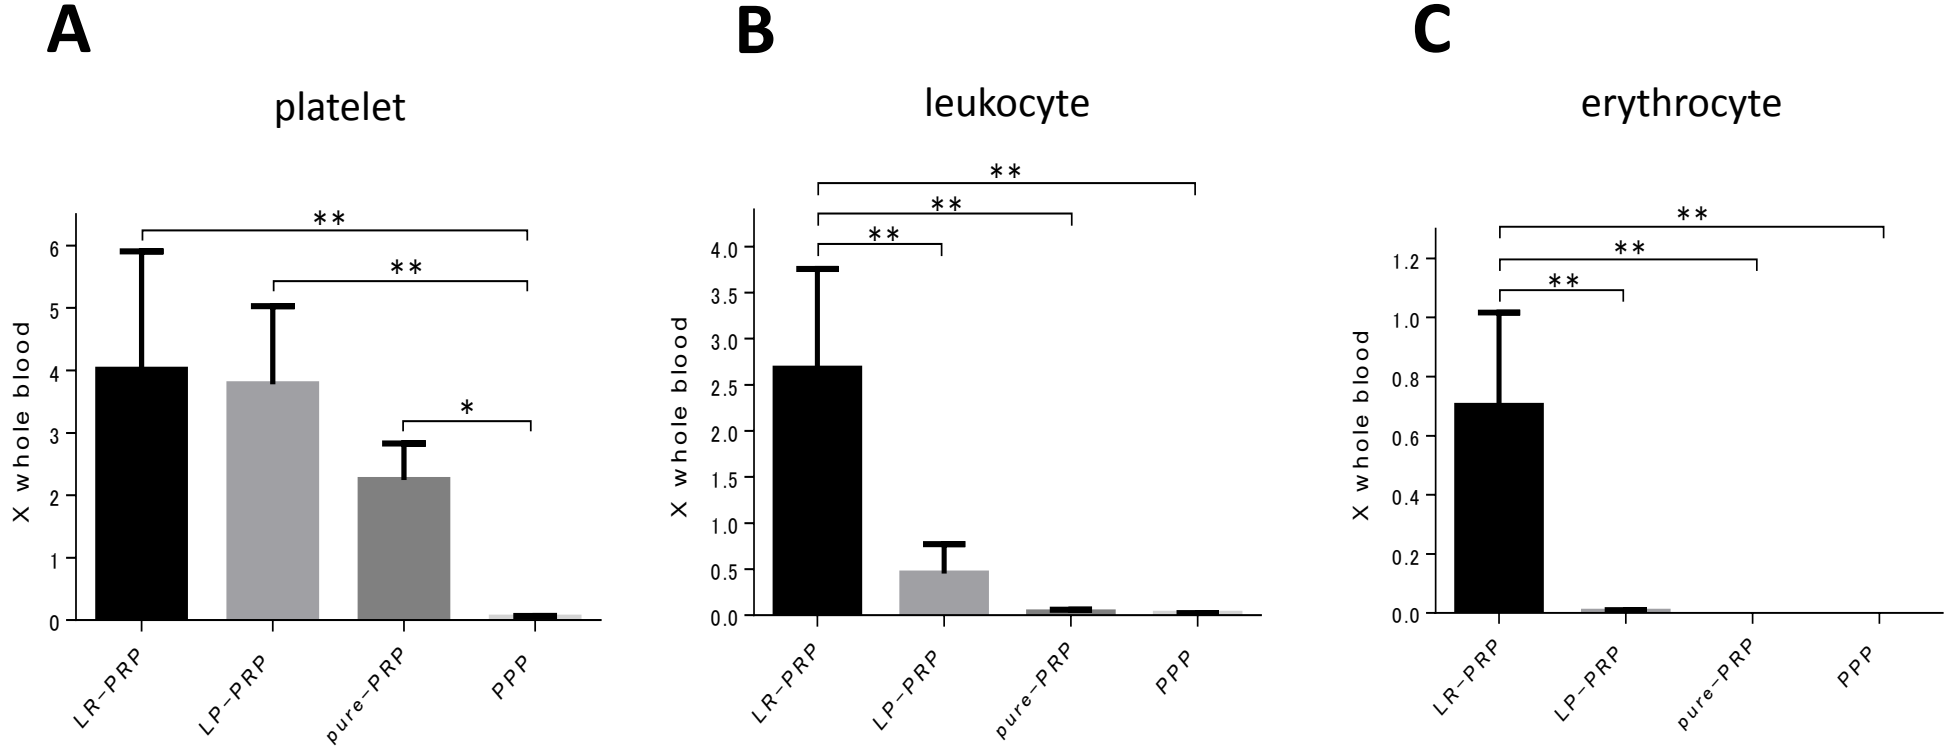 A
B
C
platelet
leukocyte
erythrocyte
**
**
*
X whole blood
6
5
4
3
2
1
0
LR-PRP
LP-PRP
pure-PRP
PPP
**
**
**
X whole blood
4.0
3.5
3.0
2.5
2.0
1.5
1.0
0.5
0.0
LR-PRP
LP-PRP
pure-PRP
PPP
**
**
**
X whole blood
1.2
1.0
0.8
0.6
0.4
0.2
0.0
LR-PRP
LP-PRP
pure-PRP
PPP